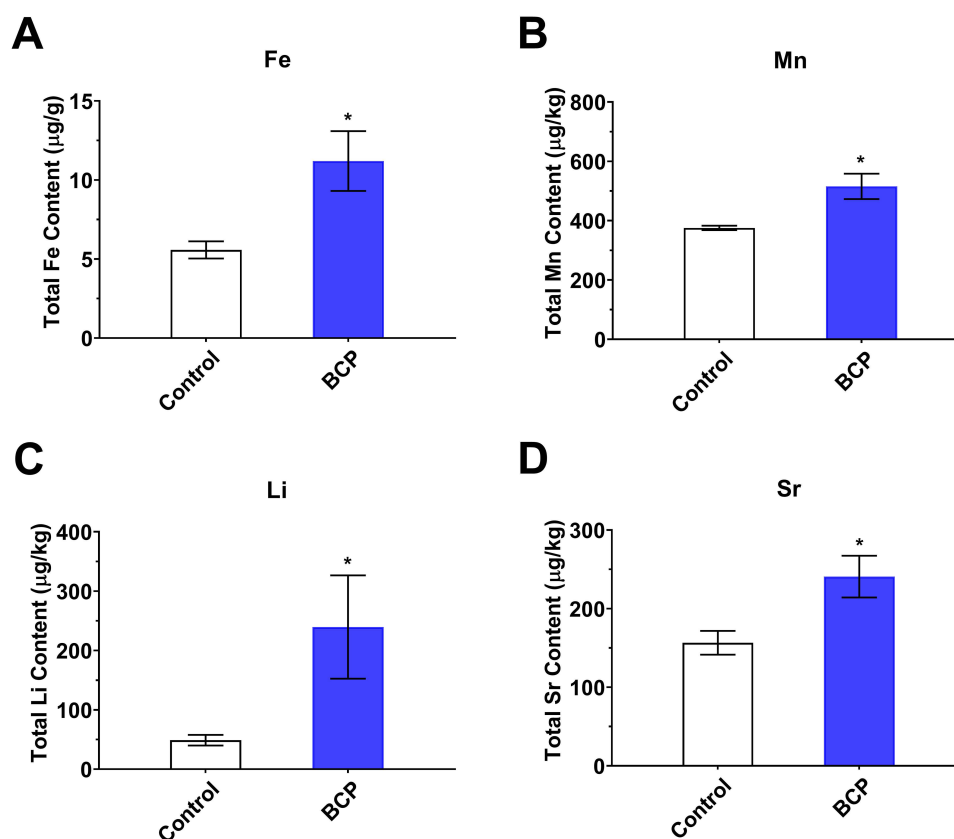 A
Fe
Total Fe Content (μg/g)
15
10
5
0
*
Control
BCP
B
Mn
Total Mn Content (μg/kg)
800
600
400
200
0
*
Control
BCP
C
Li
Total Li Content (μg/kg)
400
300
200
100
0
*
Control
BCP
D
Sr
Total Sr Content (μg/kg)
300
200
100
0
*
Control
BCP